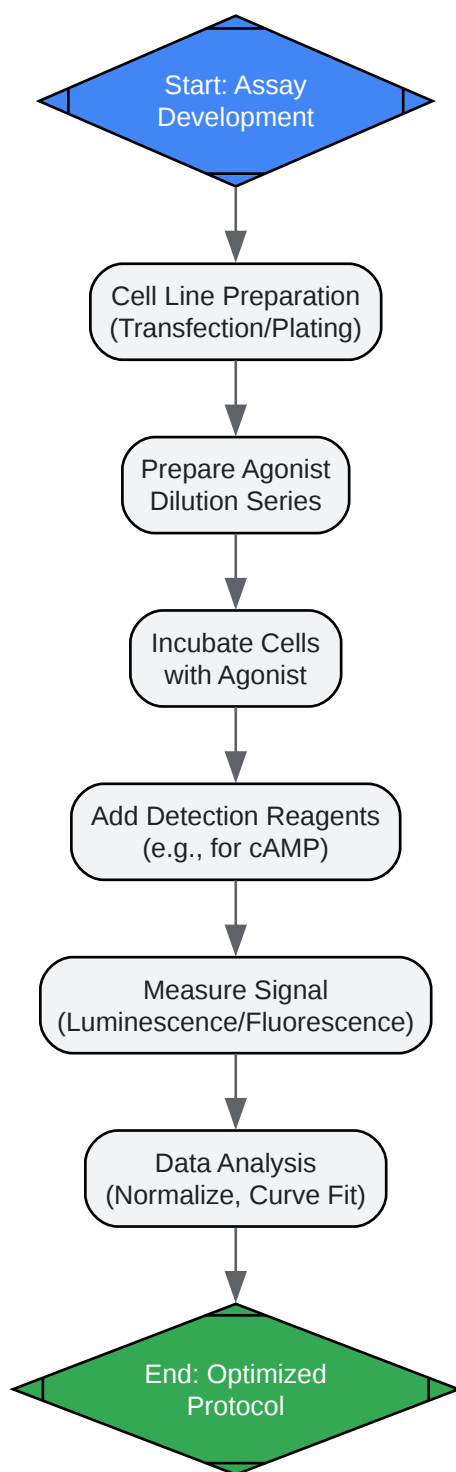 Start: Assay
Development
Cell Line Preparation
(Transfection/Plating)
Prepare Agonist
Dilution Series
Incubate Cells
with Agonist
Add Detection Reagents
(e.g., for cAMP)
Measure Signal
(Luminescence/Fluorescence)
Data Analysis
(Normalize, Curve Fit)
End: Optimized
Protocol